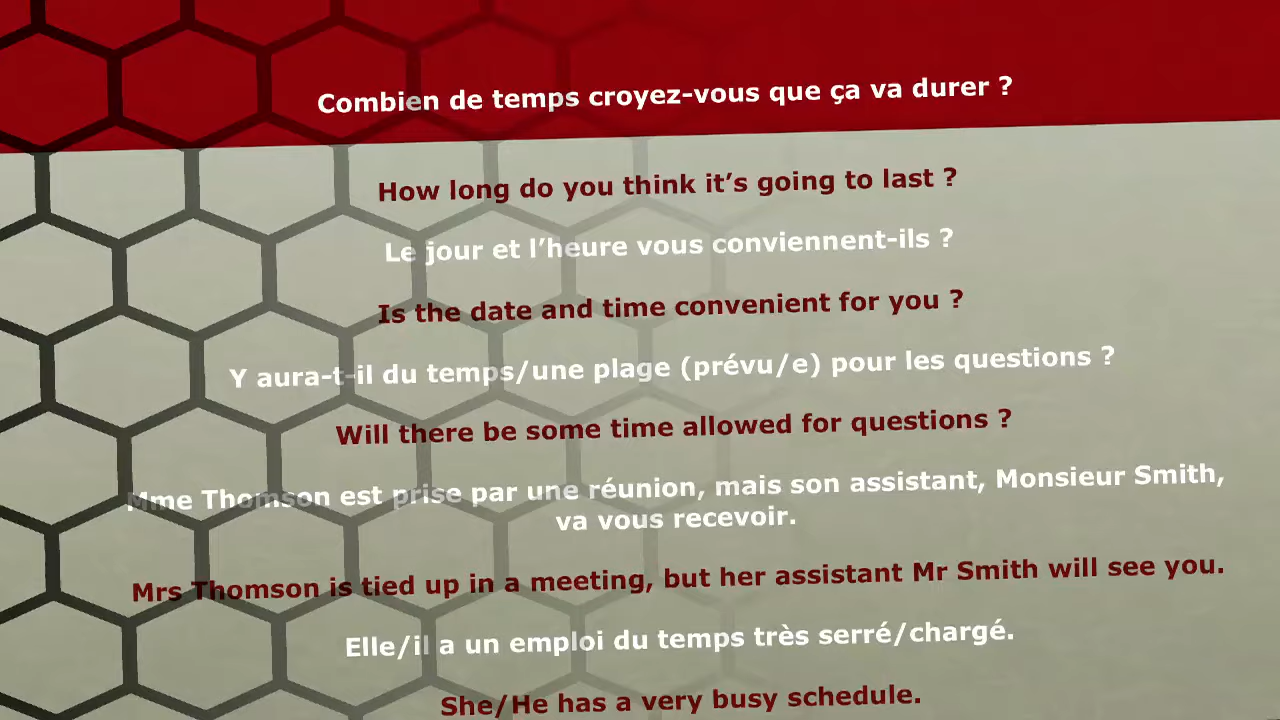 Combien de temps croyez-vous que ça va durer ?
How long do you think it’s going to last ?
Le jour et l’heure vous conviennent-ils ?
Is the date and time convenient for you ?
Y aura-t-il du temps/une plage (prévu/e) pour les questions ?
Will there be some time allowed for questions ?
Mme Thomson est prise par une réunion, mais son assistant, Monsieur Smith,
va vous recevoir.
Mrs Thomson is tied up in a meeting, but her assistant Mr Smith will see you.
Elle/il a un emploi du temps très serré/chargé.
She/He has a very busy schedule.